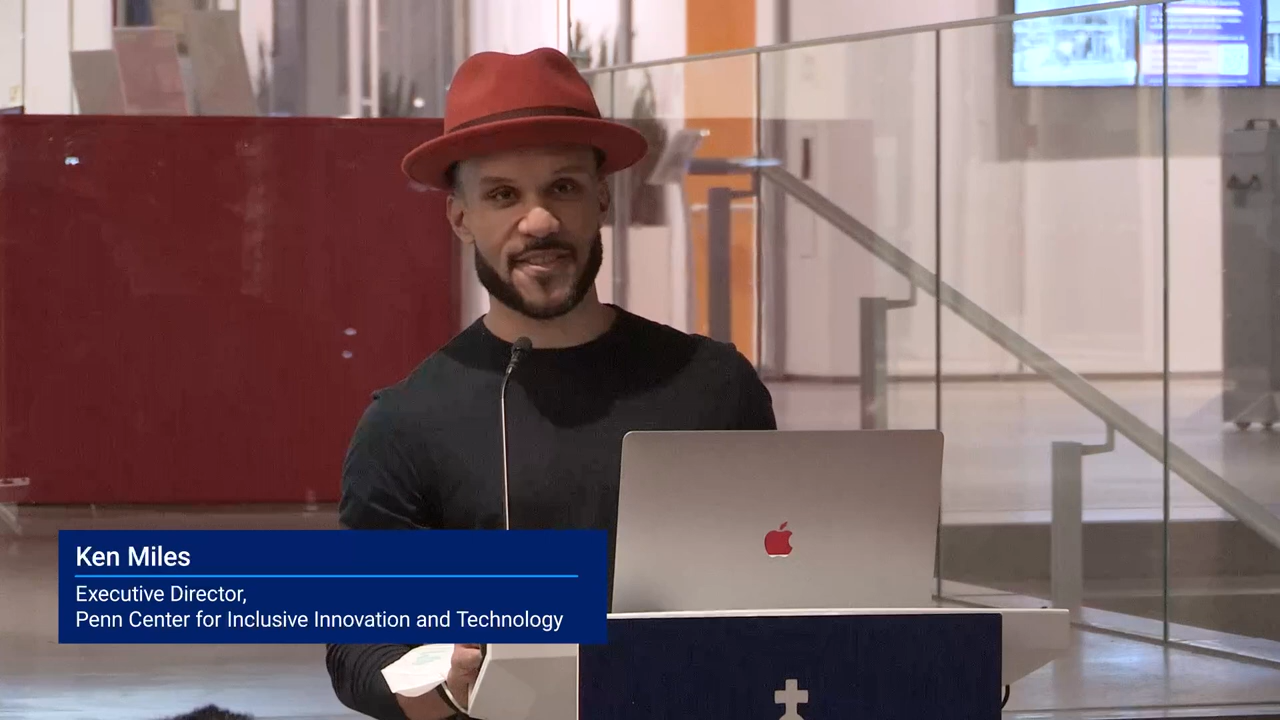 Ken Miles
Executive Director,
Penn Center for Inclusive Innovation and Technology